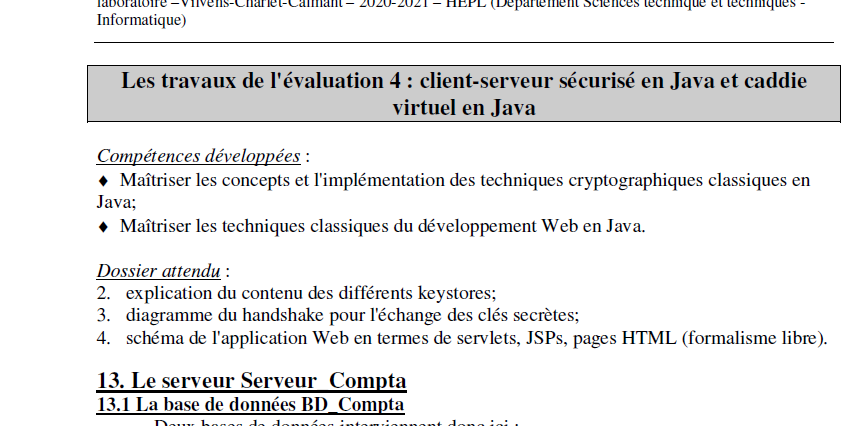 laboratoire –Vilvens-Charlet-Calmant – 2020-2021 – HEPL (Département Sciences technique et techniques -
Informatique)
Les travaux de l'évaluation 4 : client-serveur sécurisé en Java et caddie
virtuel en Java
Compétences développées :
♦ Maîtriser les concepts et l'implémentation des techniques cryptographiques classiques en
Java;
♦ Maîtriser les techniques classiques du développement Web en Java.
Dossier attendu :
2. explication du contenu des différents keystores;
3. diagramme du handshake pour l'échange des clés secrètes;
4. schéma de l'application Web en termes de servlets, JSPs, pages HTML (formalisme libre).
13. Le serveur Serveur_Compta
13.1 La base de données BD_Compta
Deux bases de données interviennent donc ici :